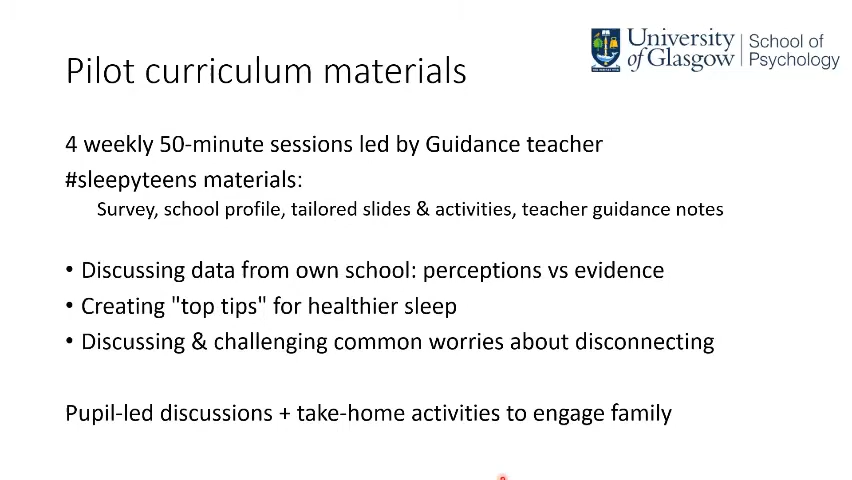 Pilot curriculum materials
University of Glasgow
School of Psychology
4 weekly 50-minute sessions led by Guidance teacher
#sleepyteens materials:
Survey, school profile, tailored slides & activities, teacher guidance notes
• Discussing data from own school: perceptions vs evidence
• Creating "top tips" for healthier sleep
• Discussing & challenging common worries about disconnecting
Pupil-led discussions + take-home activities to engage family